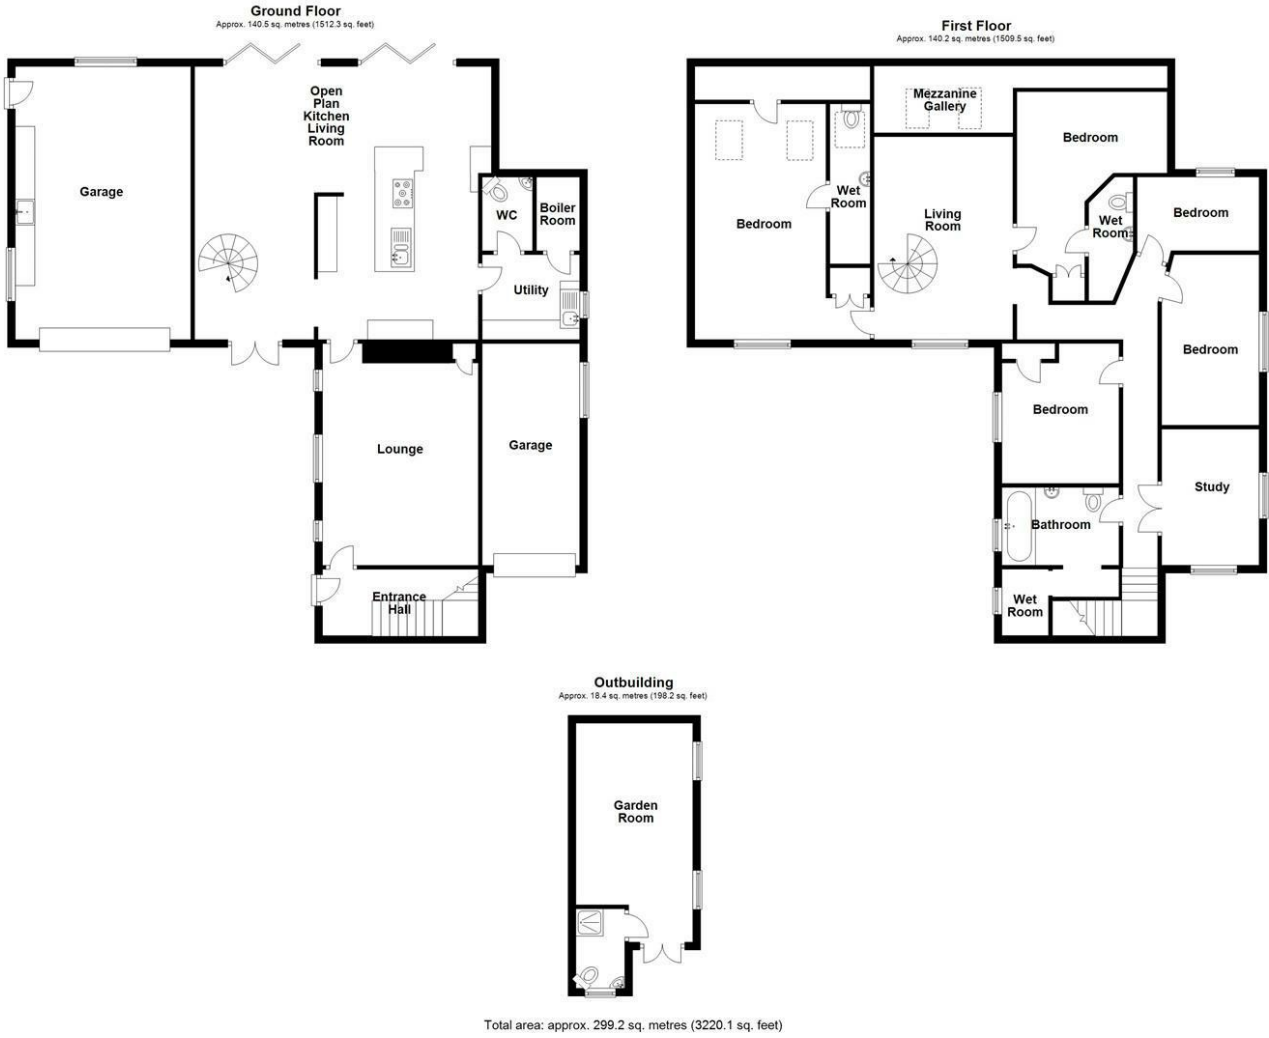 Ground Floor
Approx. 140.5 sq. metres (1512.3 sq. feet)
Open
Plan
Kitchen
Living
Room
Garage
WC
Boiler
Room
Utility
Lounge
Garage
Entrance
Hall
First Floor
Approx. 140.2 sq. metres (1509.5 sq. feet)
Mezzanine
Gallery
Bedroom
Wet
Room
Bedroom
Living
Room
Bedroom
Wet
Room
Bedroom
Bedroom
Bedroom
Study
Bathroom
Wet
Room
Outbuilding
Approx. 18.4 sq. metres (198.2 sq. feet)
Garden
Room
Total area: approx. 299.2 sq. metres (3220.1 sq. feet)